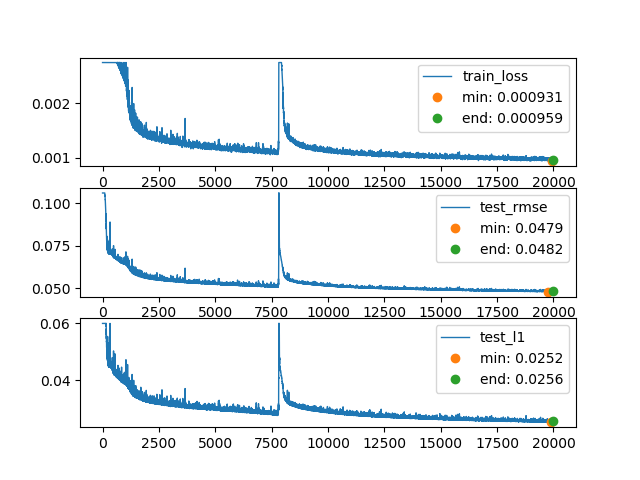 train_loss
min: 0.000931
end: 0.000959
0.002
0.001
0 2500 5000 7500 10000 12500 15000 17500 20000
test_rmse
min: 0.0479
end: 0.0482
0.100
0.075
0.050
0 2500 5000 7500 10000 12500 15000 17500 20000
test_l1
min: 0.0252
end: 0.0256
0.06
0.04
0 2500 5000 7500 10000 12500 15000 17500 20000